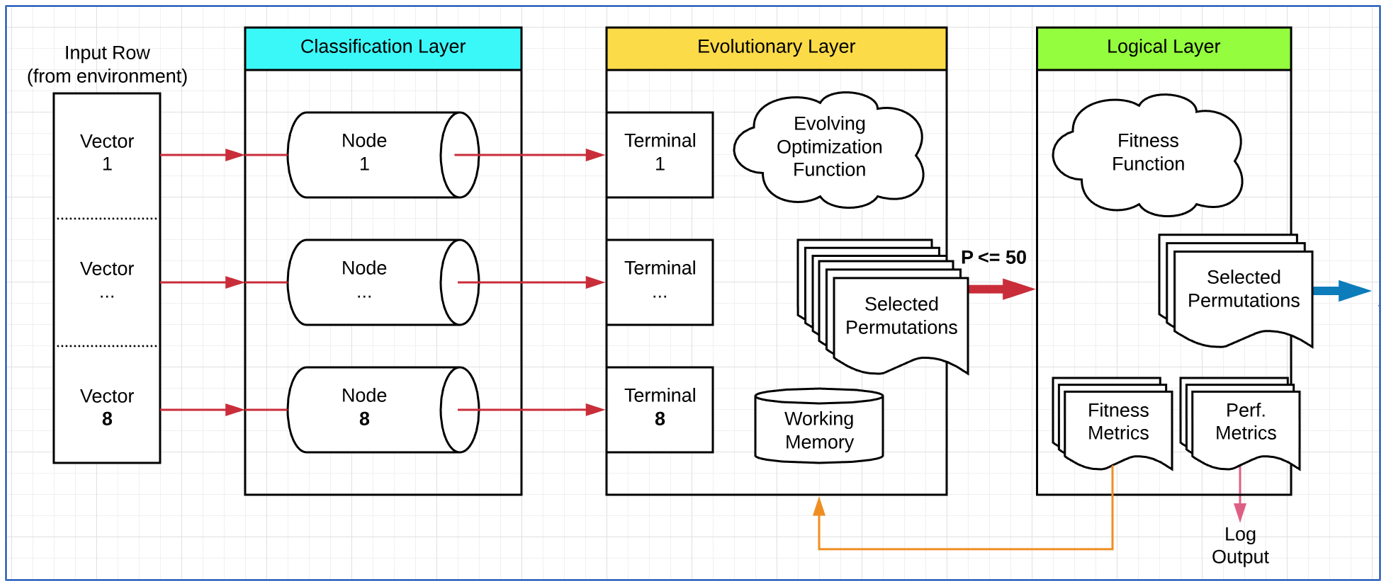 Input Row
(from environment)
Vector
1
Vector
...
Vector
8
Classification Layer
Node
1
Node
...
Node
8
Evolutionary Layer
Terminal
1
Terminal
...
Terminal
8
Evolving
Optimization
Function
Selected
Permutations
Working
Memory
P <= 50
Logical Layer
Fitness
Function
Selected
Permutations
Fitness
Metrics
Perf.
Metrics
Log
Output